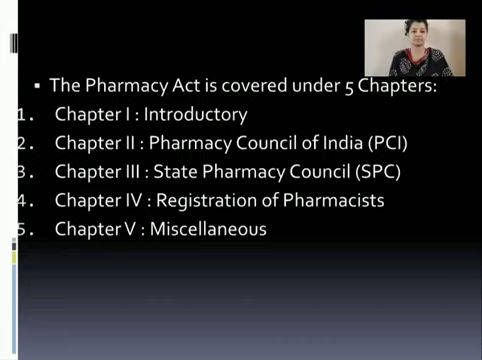 ▪ The Pharmacy Act is covered under 5 Chapters:
1. Chapter I : Introductory
2. Chapter II : Pharmacy Council of India (PCI)
3. Chapter III : State Pharmacy Council (SPC)
4. Chapter IV : Registration of Pharmacists
5. Chapter V : Miscellaneous